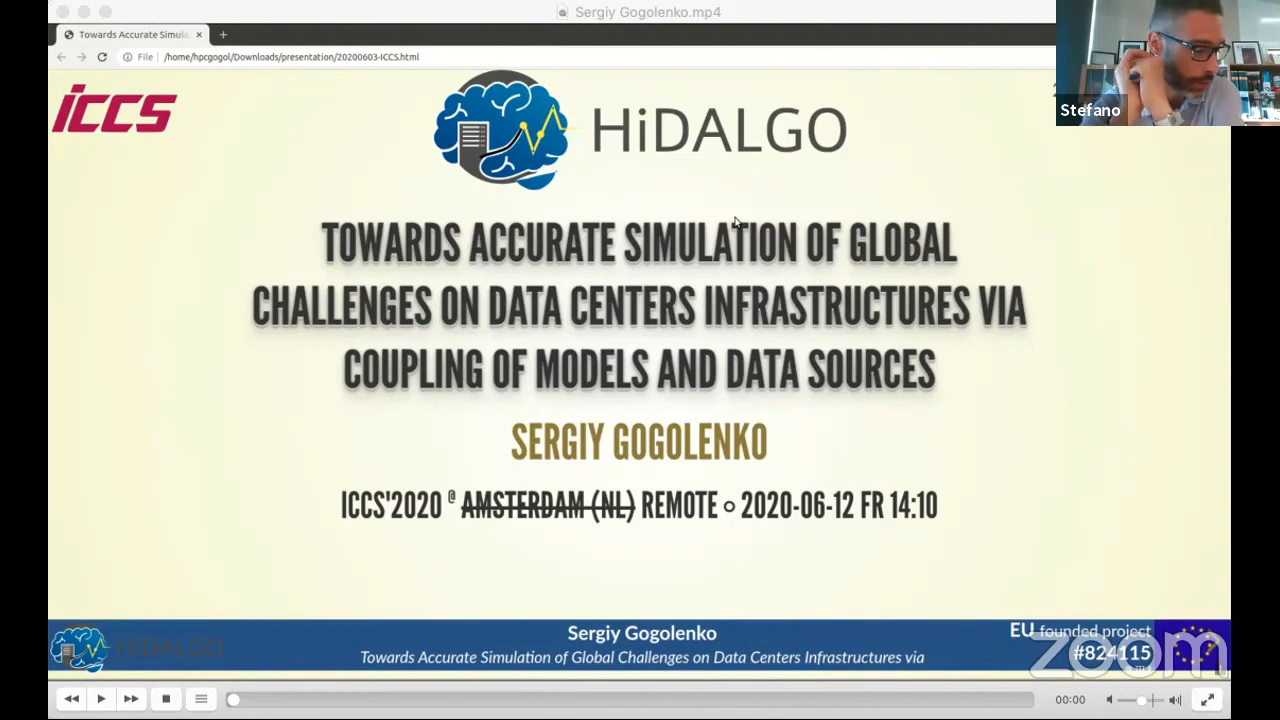 Sergiy Gogolenko.mp4
Towards Accurate Simula
File /home/hpcgogol/Downloads/presentation/20200603-ICCS.html
Stefano
iCCS
HiDALGO
TOWARDS ACCURATE SIMULATION OF GLOBAL
CHALLENGES ON DATA CENTERS INFRASTRUCTURES VIA
COUPLING OF MODELS AND DATA SOURCES
SERGIY GOGOLENKO
ICCS'2020 @ AMSTERDAM (NL) REMOTE ⚬ 2020-06-12 FR 14:10
HiDALGO
Sergiy Gogolenko
Towards Accurate Simulation of Global Challenges on Data Centers Infrastructures via
EU founded project
#824115
zoom
00:00